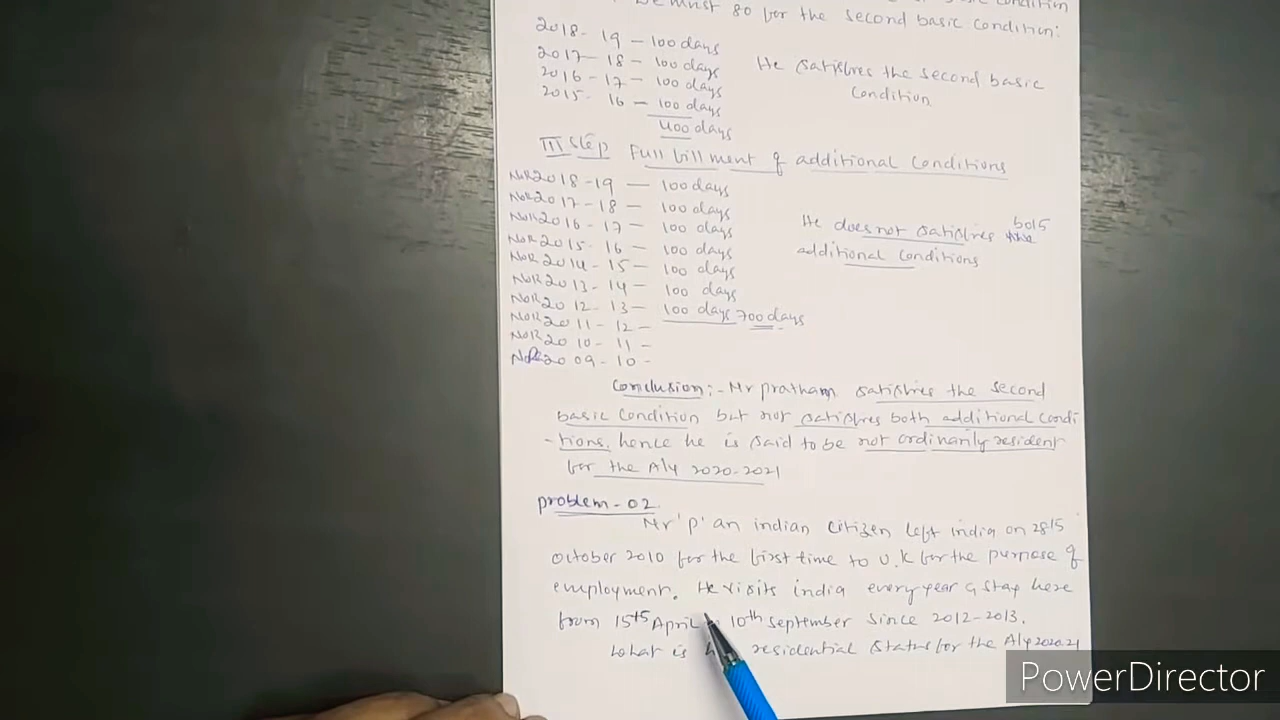 must go for the second basic condition:
2018-19 - 100 days
2017-18 - 100 days
2016-17 - 100 days
2015-16 - 100 days
400 days
He satisfies the second basic
condition
III step Fullfillment of additional conditions
NOR 2018-19 - 100 days
NOR 2017-18 - 100 days
NOR 2016-17 - 100 days
NOR 2015-16 - 100 days
NOR 2014-15 - 100 days
NOR 2013-14 - 100 days
NOR 2012-13 - 100 days 700 days
NOR 2011-12 -
NOR 2010-11 -
NOR 2009-10 -
He does not satisfies both
additional conditions
Conclusion:- Mr pratham satisfies the second
basic condition but not satisfies both additional condi
-tions, hence he is said to be not ordinarily resident
for the A/y 2020-2021
problem-02.
Mr 'p' an indian citizen left india on 28th
october 2010 for the first time to U.K for the purpose of
employment. He visits india every year & stay here
from 15th April 10th september since 2012-2013.
What is residential status for the A/y 2020.21
PowerDirector